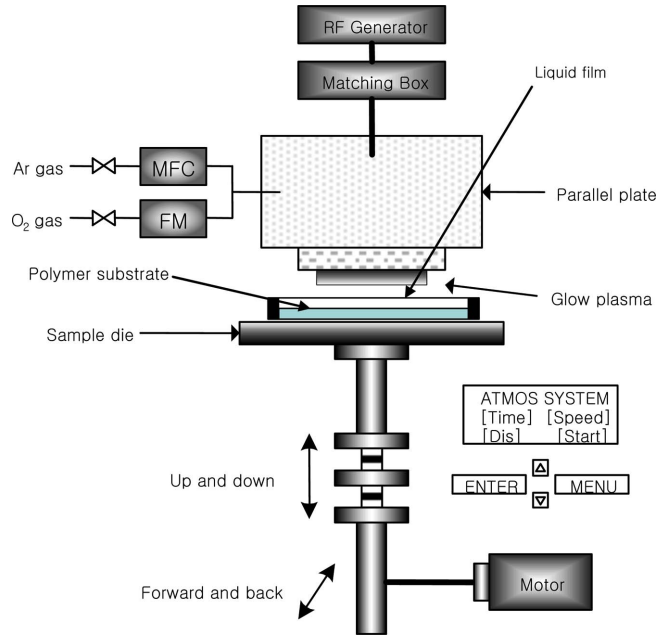 RF Generator
Matching Box
Liquid film
Ar gas
MFC
O₂ gas
FM
Parallel plate
Polymer substrate
Glow plasma
Sample die
ATMOS SYSTEM
[Time] [Speed]
[Dis] [Start]
Up and down
ENTER
MENU
Forward and back
Motor